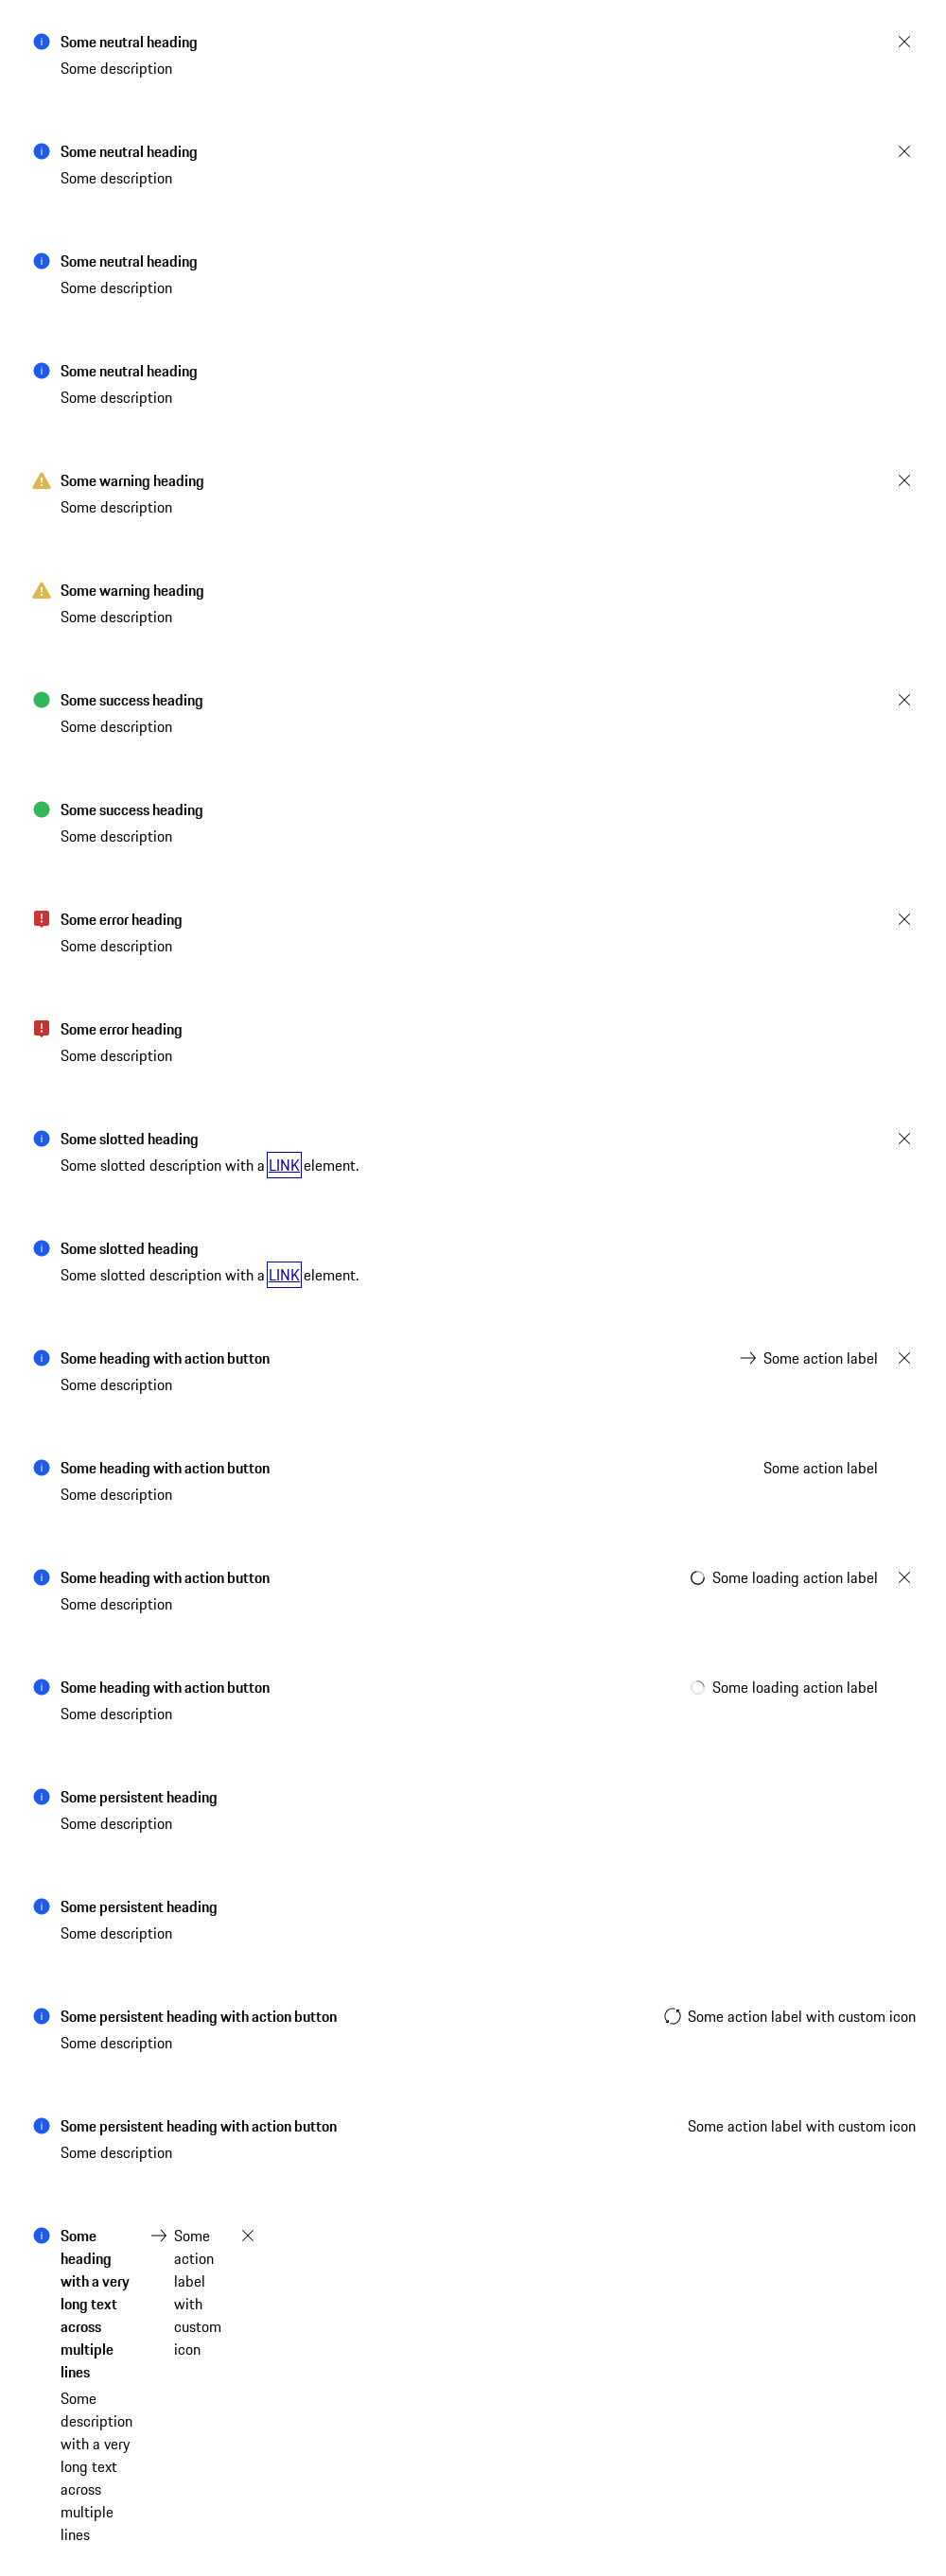 Some neutral heading
Some description
Some neutral heading
Some description
Some neutral heading
Some description
Some neutral heading
Some description
Some warning heading
Some description
Some warning heading
Some description
Some success heading
Some description
Some success heading
Some description
Some error heading
Some description
Some error heading
Some description
Some slotted heading
Some slotted description with a LINK element.
Some slotted heading
Some slotted description with a LINK element.
Some heading with action button
Some action label
Some description
Some heading with action button
Some action label
Some description
Some heading with action button
Some loading action label
Some description
Some heading with action button
Some loading action label
Some description
Some persistent heading
Some description
Some persistent heading
Some description
Some persistent heading with action button
Some action label with custom icon
Some description
Some persistent heading with action button
Some action label with custom icon
Some description
Some
heading
with a very
long text
across
multiple
lines
Some
description
with a very
long text
across
multiple
lines
Some
action
label
with
custom
icon